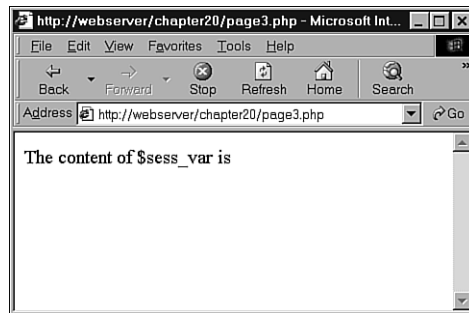 http://webserver/chapter20/page3.php - Microsoft Int...
File Edit View Favorites Tools Help
Back Forward Stop Refresh Home Search »
Address http://webserver/chapter20/page3.php Go
The content of $sess_var is